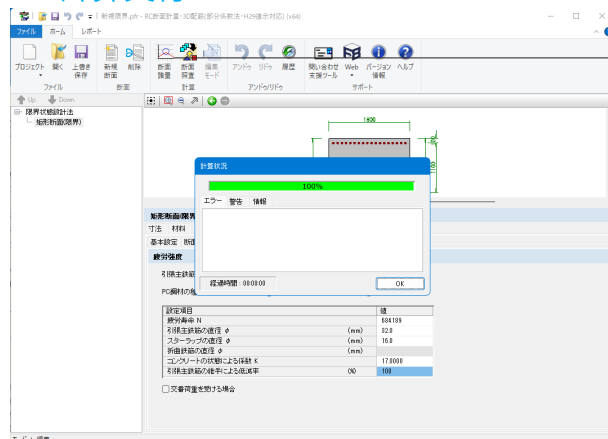 新規限界.pfr - RC断面計算・3D配筋(部分係数法・H29道示対応) (x64)
ファイル ホーム レポート
プロジェクト 開く 上書き保存 新規断面 削除 断面諸量 断面照査 編集モード アンドゥ リドゥ 履歴 問い合わせ支援ツール Web バージョン情報 ヘルプ
ファイル 断面 計算 アンドゥ/リドゥ サポート
Up Down
限界状態設計法
矩形断面(限界)
1800
1100
計算状況
100%
エラー 警告 情報
経過時間 : 00:00:00
OK
矩形断面(限界
寸法 材料
基本設定 断面
疲労強度
引張主鉄筋
PC鋼材の種
設定項目 値
疲労寿命 N 684189
引張主鉄筋の直径 φ (mm) 32.0
スターラップの直径 φ (mm) 16.0
折曲鉄筋の直径 φ (mm)
コンクリートの状態による係数 K 17.0000
引張主鉄筋の継手による低減率 (%) 100
交番荷重を受ける場合